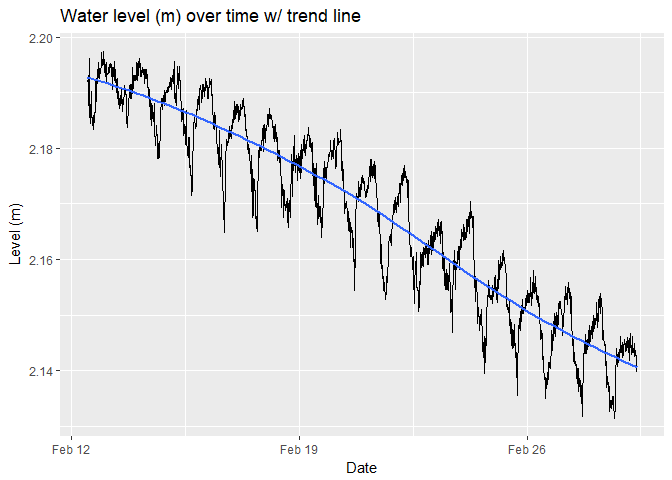 Water level (m) over time w/ trend line
2.20
2.18
2.16
2.14
Level (m)
Feb 12
Feb 19
Feb 26
Date